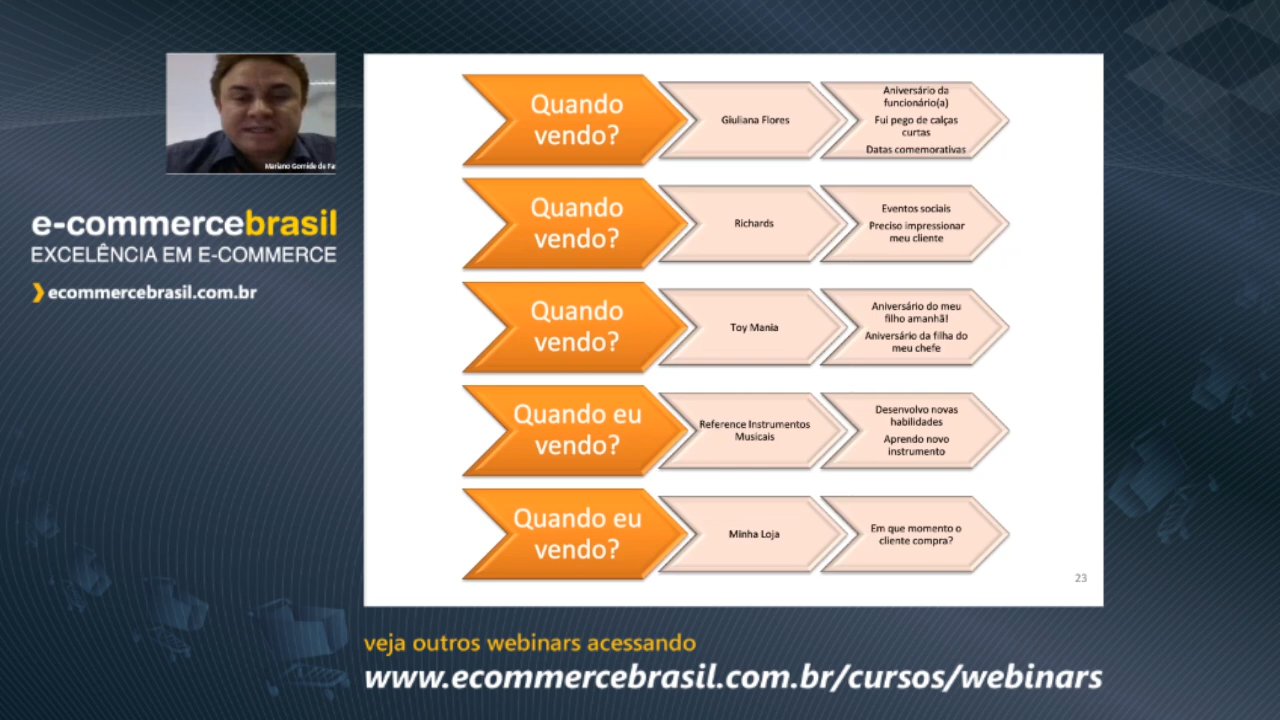 Mariano Gomide de Fa
e-commercebrasil
EXCELÊNCIA EM E-COMMERCE
ecommercebrasil.com.br
Quando
vendo?
Giuliana Flores
Aniversário da
funcionário(a)
Fui pego de calças
curtas
Datas comemorativas
Quando
vendo?
Richards
Eventos sociais
Preciso impressionar
meu cliente
Quando
vendo?
Toy Mania
Aniversário do meu
filho amanhã!
Aniversário da filha do
meu chefe
Quando eu
vendo?
Reference Instrumentos
Musicais
Desenvolvo novas
habilidades
Aprendo novo
instrumento
Quando eu
vendo?
Minha Loja
Em que momento o
cliente compra?
23
veja outros webinars acessando
www.ecommercebrasil.com.br/cursos/webinars